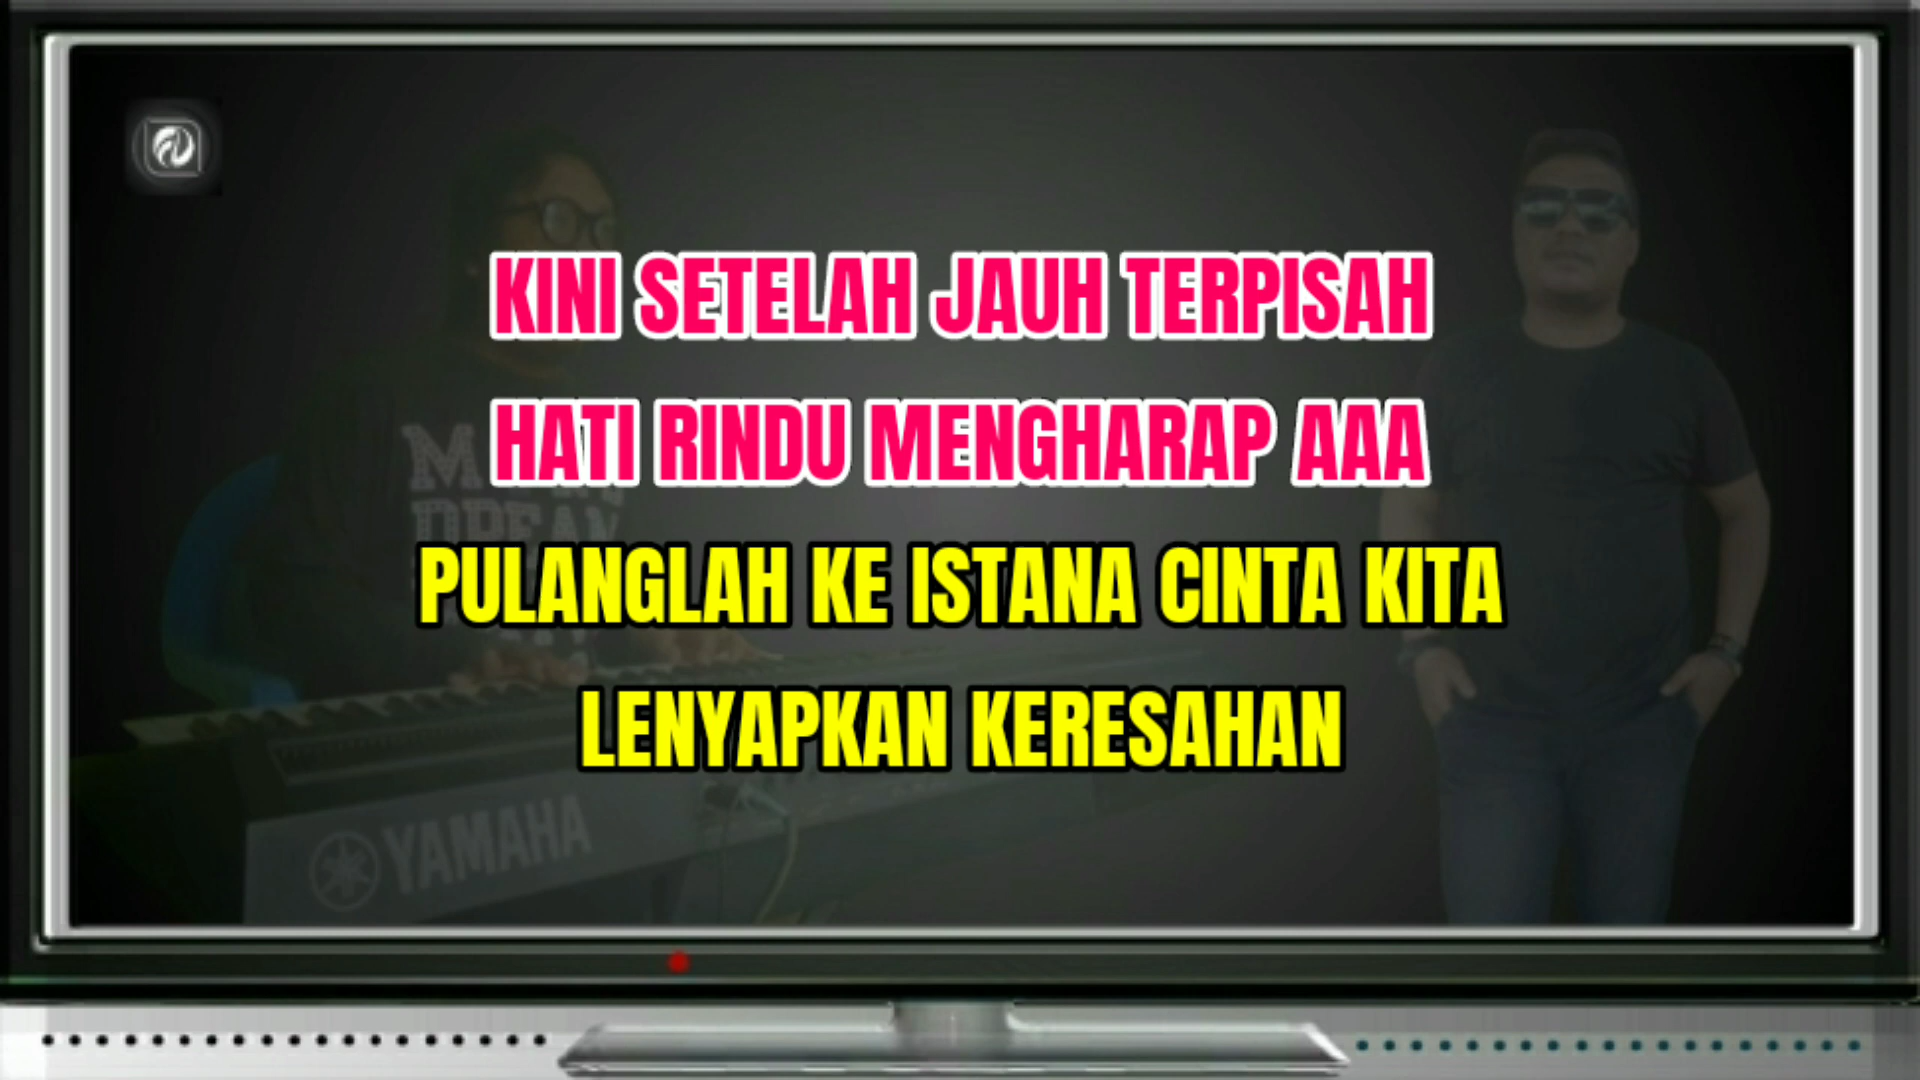 KINI SETELAH JAUH TERPISAH
HATI RINDU MENGHARAP AAA
PULANGLAH KE ISTANA CINTA KITA
LENYAPKAN KERESAHAN
YAMAHA